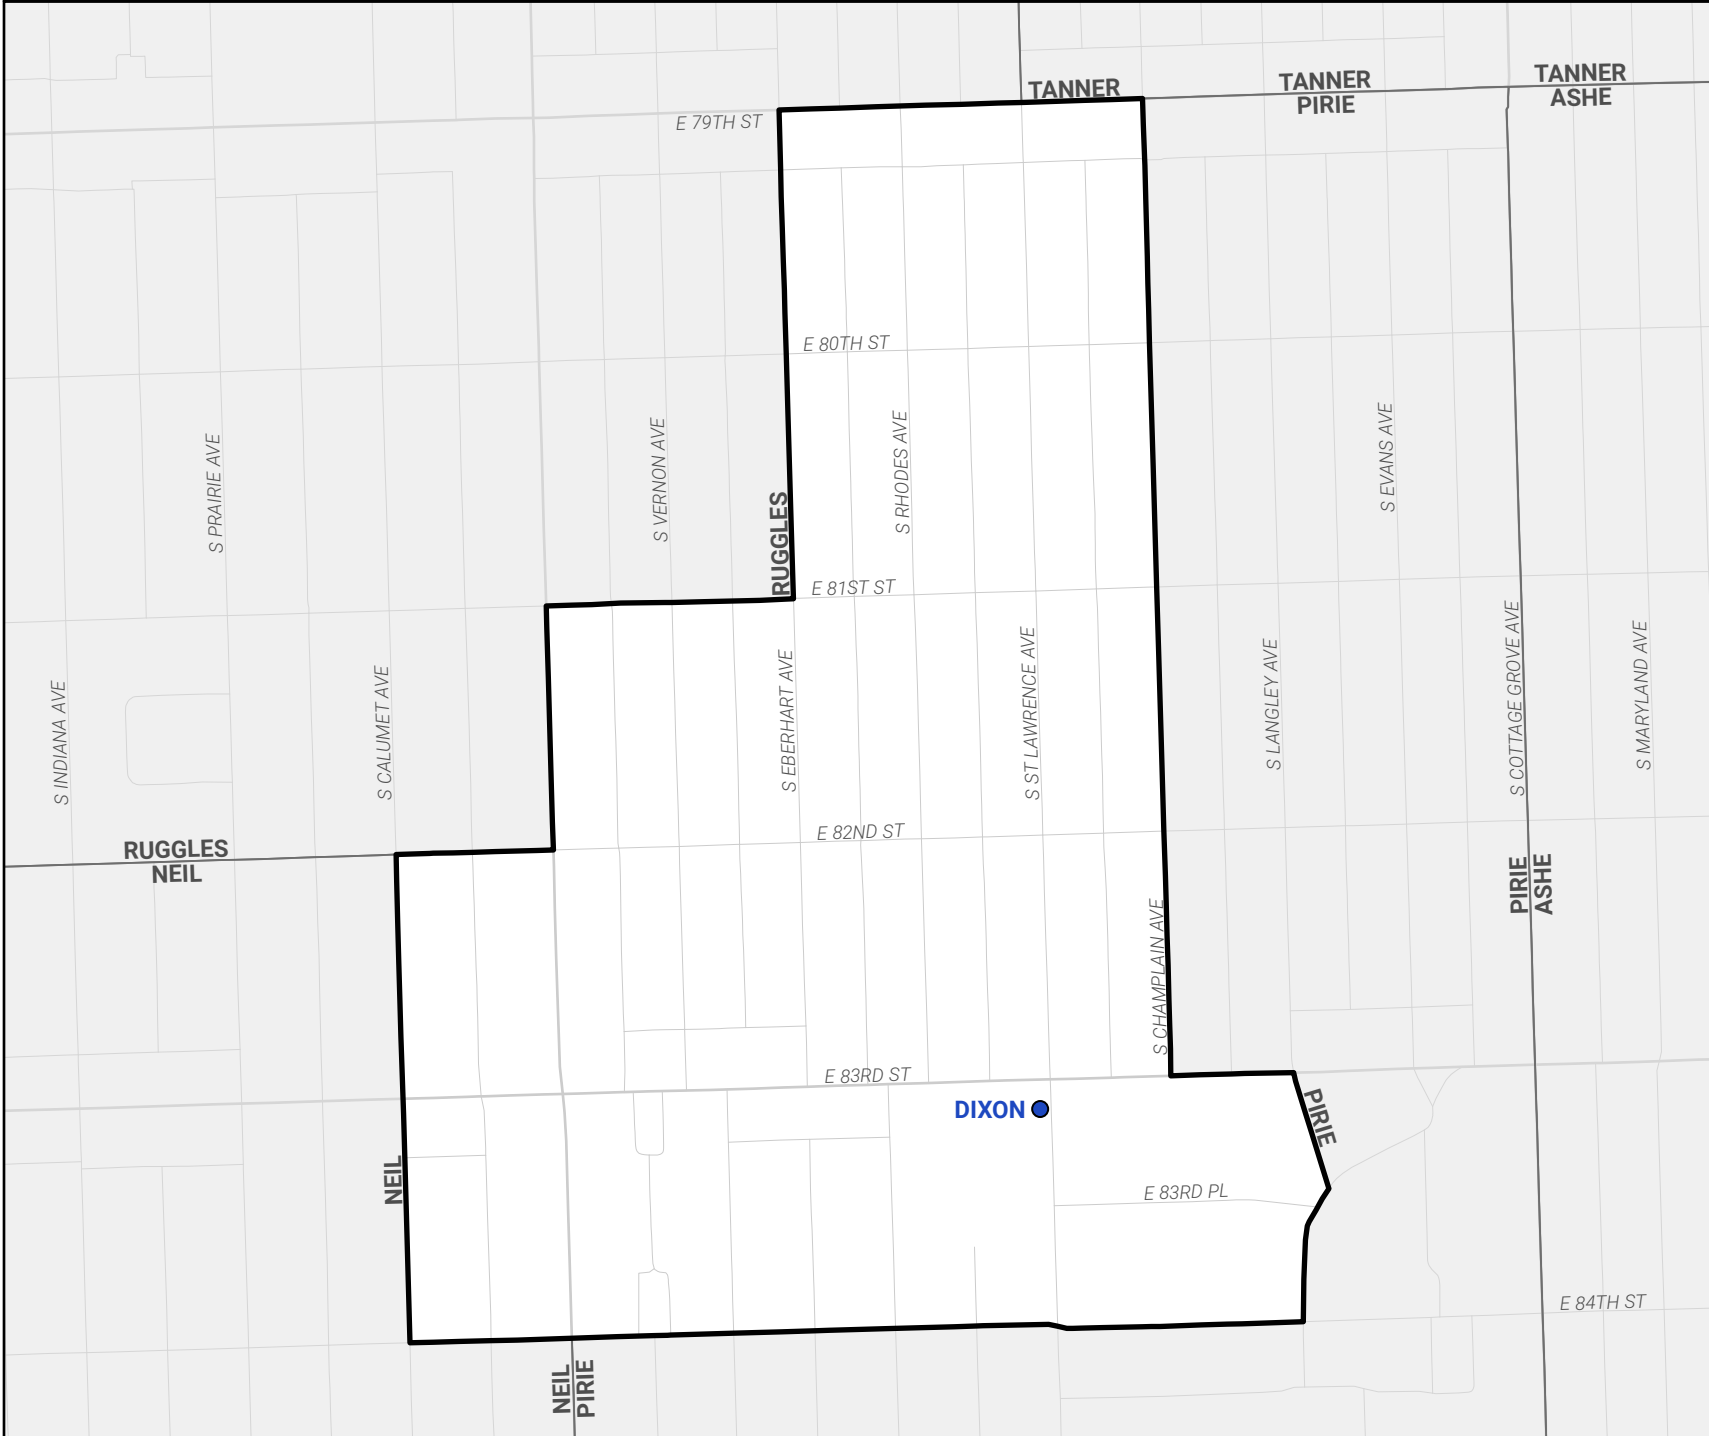 TANNER
TANNER
PIRIE
TANNER
ASHE
E 79TH ST
E 80TH ST
S PRAIRIE AVE
S VERNON AVE
RUGGLES
S RHODES AVE
S EVANS AVE
E 81ST ST
S INDIANA AVE
S CALUMET AVE
S EBERHART AVE
S ST LAWRENCE AVE
S LANGLEY AVE
S COTTAGE GROVE AVE
S MARYLAND AVE
E 82ND ST
RUGGLES
NEIL
PIRIE
ASHE
S CHAMPLAIN AVE
E 83RD ST
DIXON
PIRIE
NEIL
E 83RD PL
E 84TH ST
NEIL
PIRIE